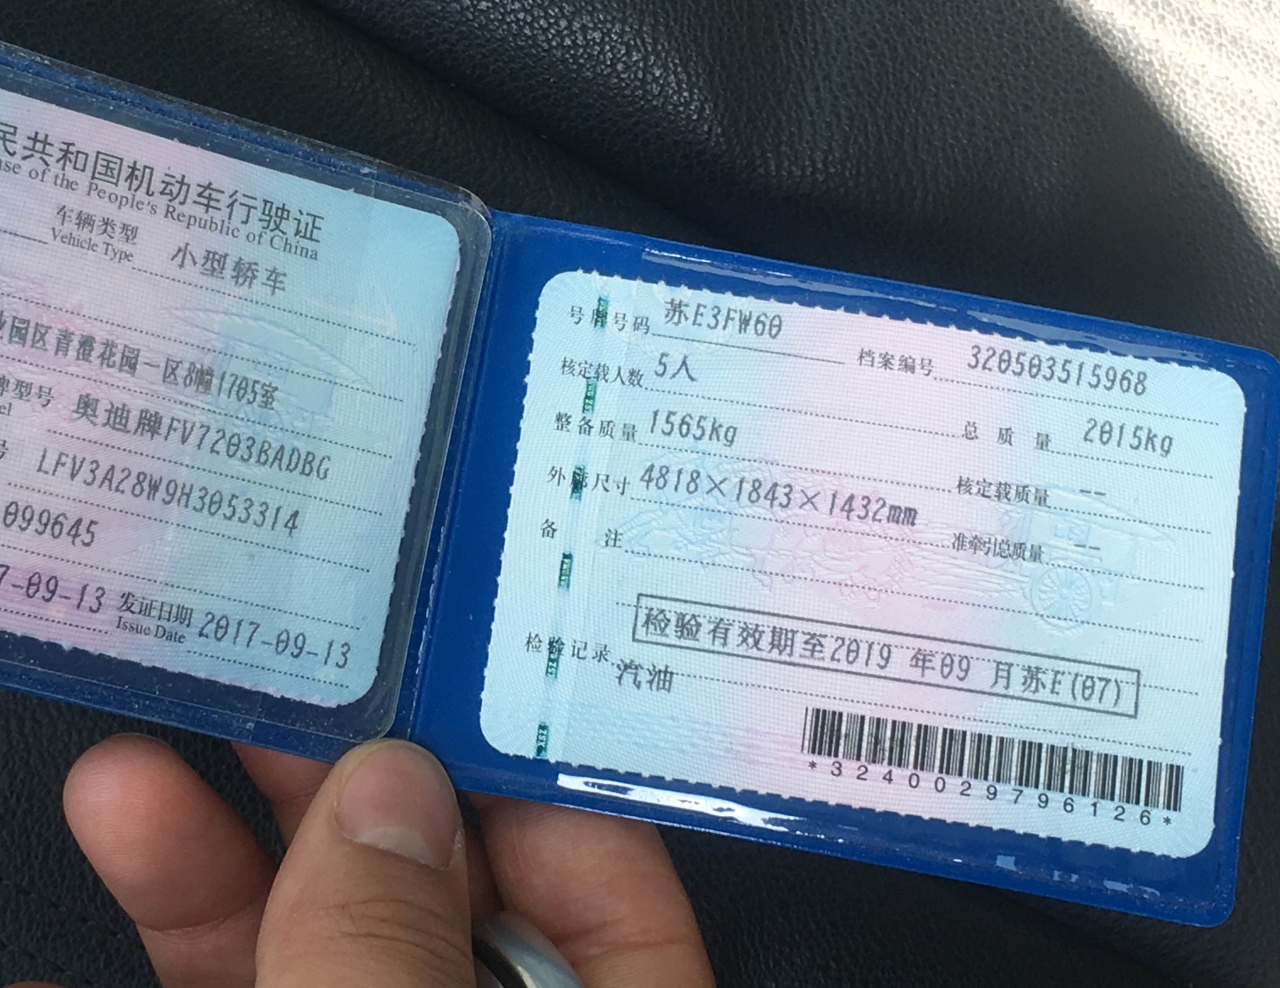 民共和国机动车行驶证
se of the People's Republic of China
车辆类型 小型轿车
Vehicle Type
园区青橙花园一区8幢1705室
牌型号 奥迪牌FV7203BADBG
el
号 LFV3A28W9H3053314
099645
7-09-13 发证日期 2017-09-13
Issue Date
号牌号码 苏E3FW60 档案编号 320503515968
核定载人数 5人 总质量 2015kg
整备质量 1565kg 核定载质量 --
外廓尺寸 4818×1843×1432mm 准牵引总质量 --
备注
检验有效期至2019 年09 月苏E(07)
检验记录
汽油
*3240029796126*